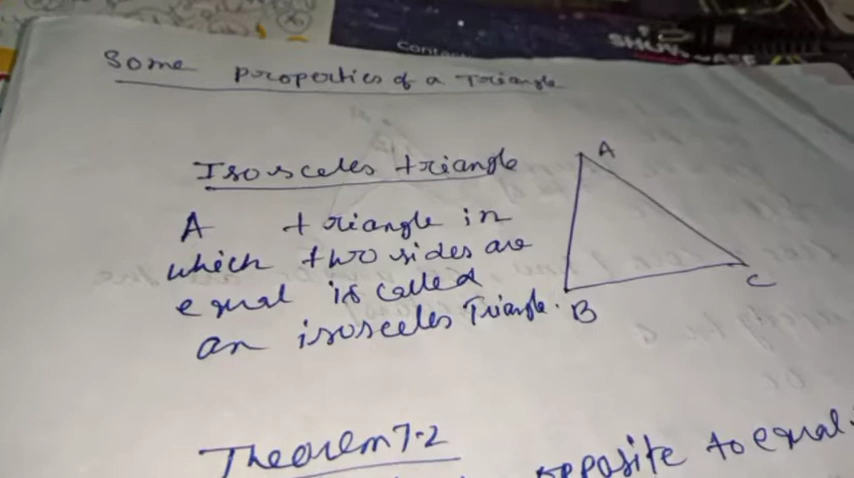 Some properties of a Triangle
Isosceles triangle
A triangle in
which two sides are
equal is called
an isosceles Triangle.
A
B
C
Theorem 7.2
opposite to equal